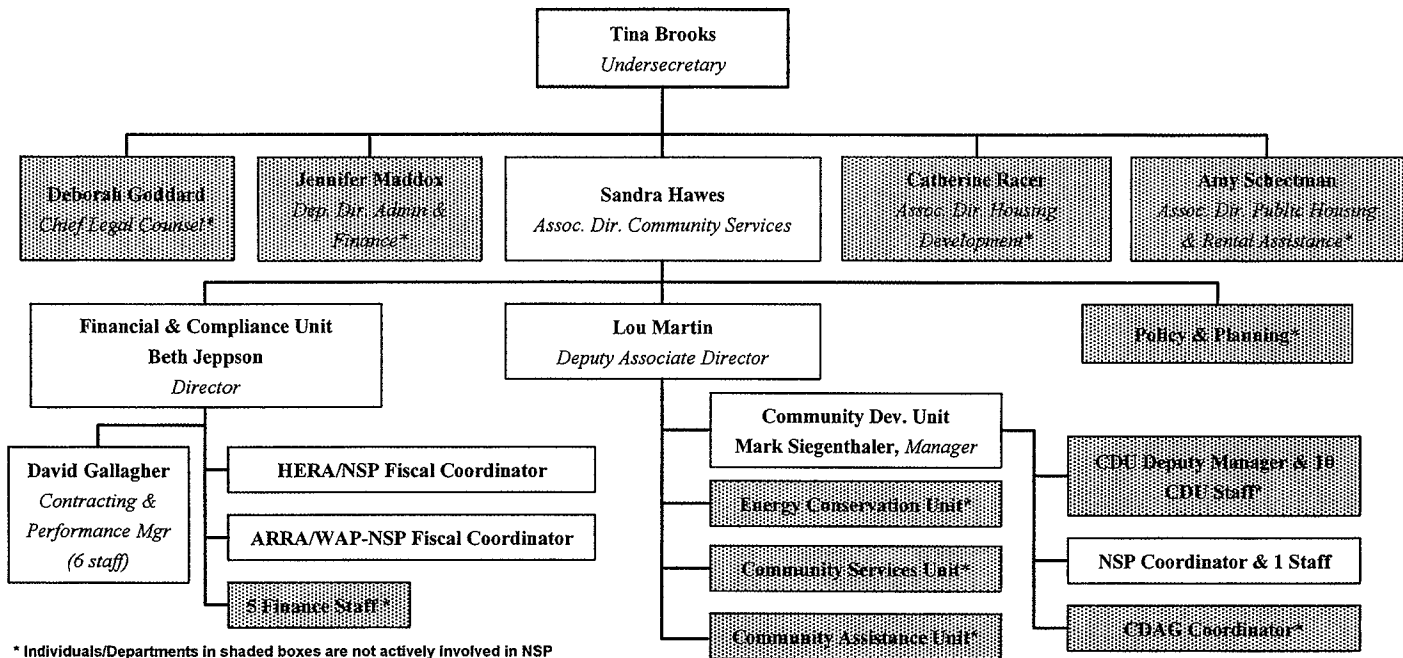 Tina Brooks
Undersecretary
Deborah Goddard
Chief Legal Counsel*
Jennifer Maddox
Dep. Dir. Admin &
Finance*
Sandra Hawes
Assoc. Dir. Community Services
Catherine Racer
Assoc. Dir. Housing
Development*
Amy Schectman
Assoc. Dir. Public Housing
& Rental Assistance*
Financial & Compliance Unit
Beth Jeppson
Director
Lou Martin
Deputy Associate Director
Policy & Planning*
David Gallagher
Contracting &
Performance Mgr
(6 staff)
HERA/NSP Fiscal Coordinator
ARRA/WAP-NSP Fiscal Coordinator
5 Finance Staff *
Community Dev. Unit
Mark Siegenthaler, Manager
Energy Conservation Unit*
Community Services Unit*
Community Assistance Unit*
CDU Deputy Manager & 10
CDU Staff*
NSP Coordinator & 1 Staff
CDAG Coordinator*
* Individuals/Departments in shaded boxes are not actively involved in NSP